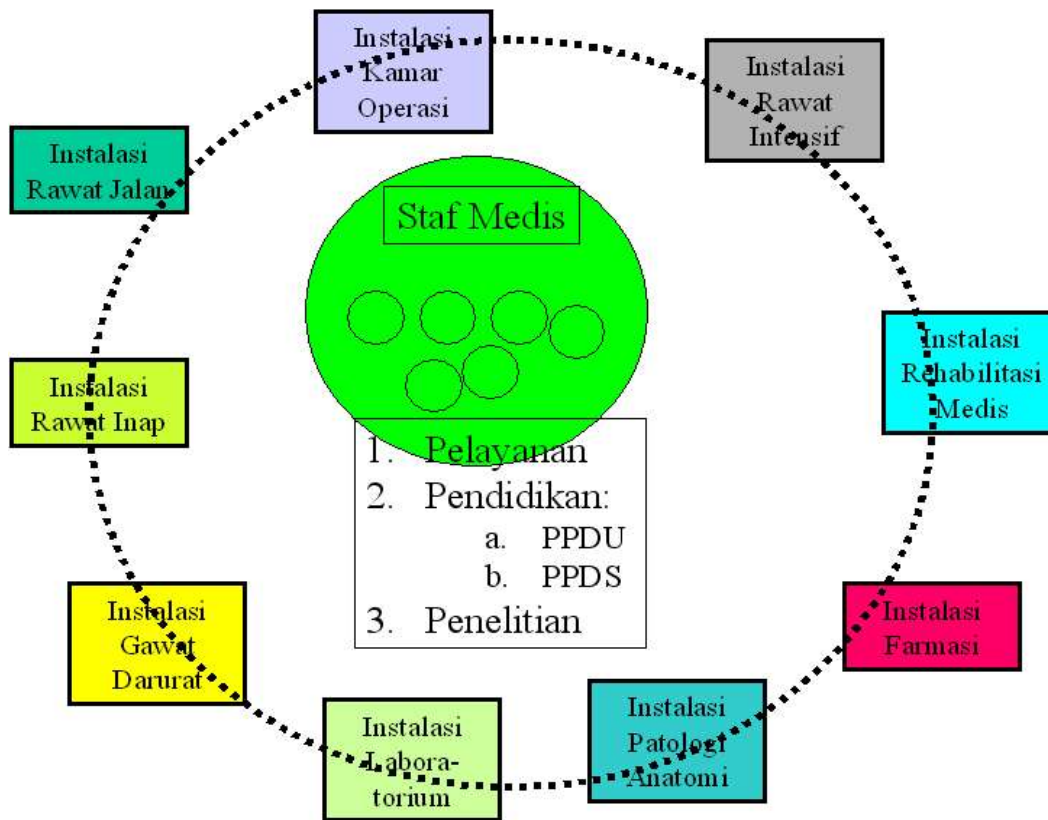 Instalasi
Kamar
Operasi
Instalasi
Rawat
Intensif
Instalasi
Rawat Jalan
Staf Medis
Instalasi
Rehabilitasi
Medis
Instalasi
Rawat Inap
1. Pelayanan
2. Pendidikan:
a. PPDU
b. PPDS
3. Penelitian
Instalasi
Gawat
Darurat
Instalasi
Farmasi
Instalasi
Labora-
torium
Instalasi
Patologi
Anatomi